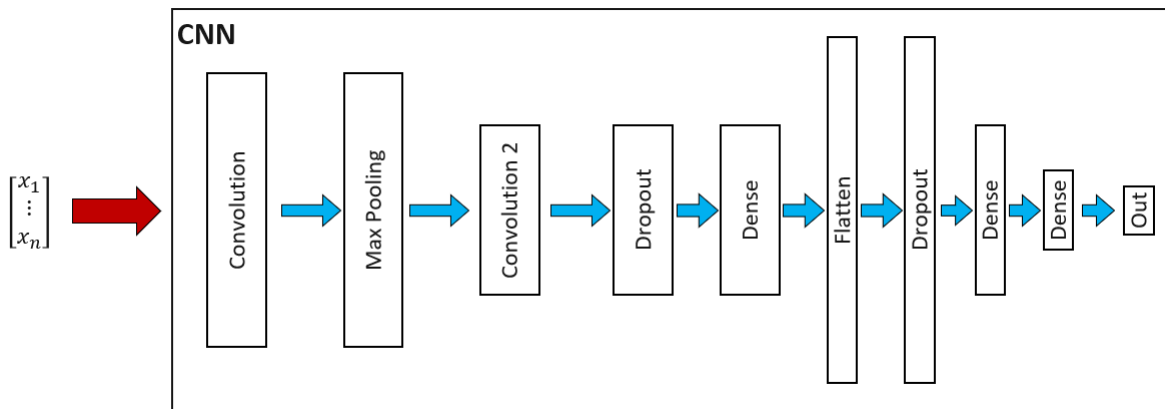 CNN
x₁
⋮
xₙ
Convolution
Max Pooling
Convolution 2
Dropout
Dense
Flatten
Dropout
Dense
Dense
Out